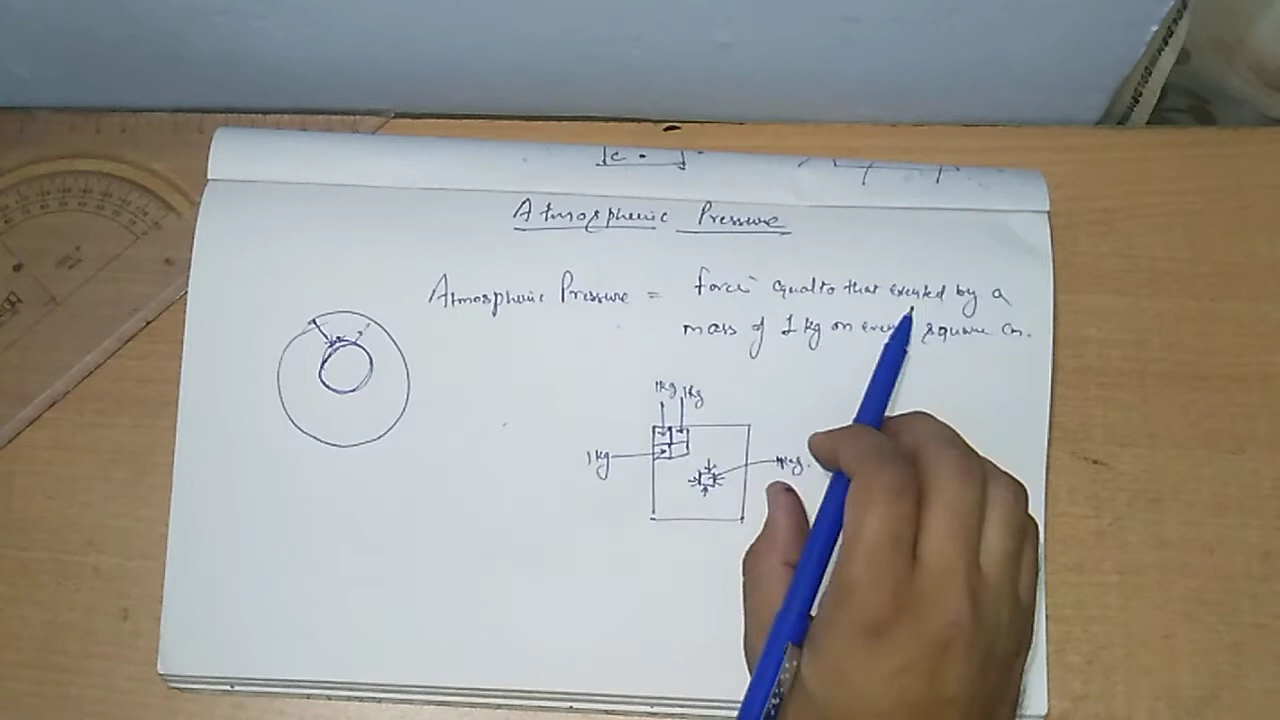 Atmospheric Pressure
Atmospheric Pressure = force equal to that exerted by a
mass of 1 kg on every square cm.
1kg 1kg
1kg